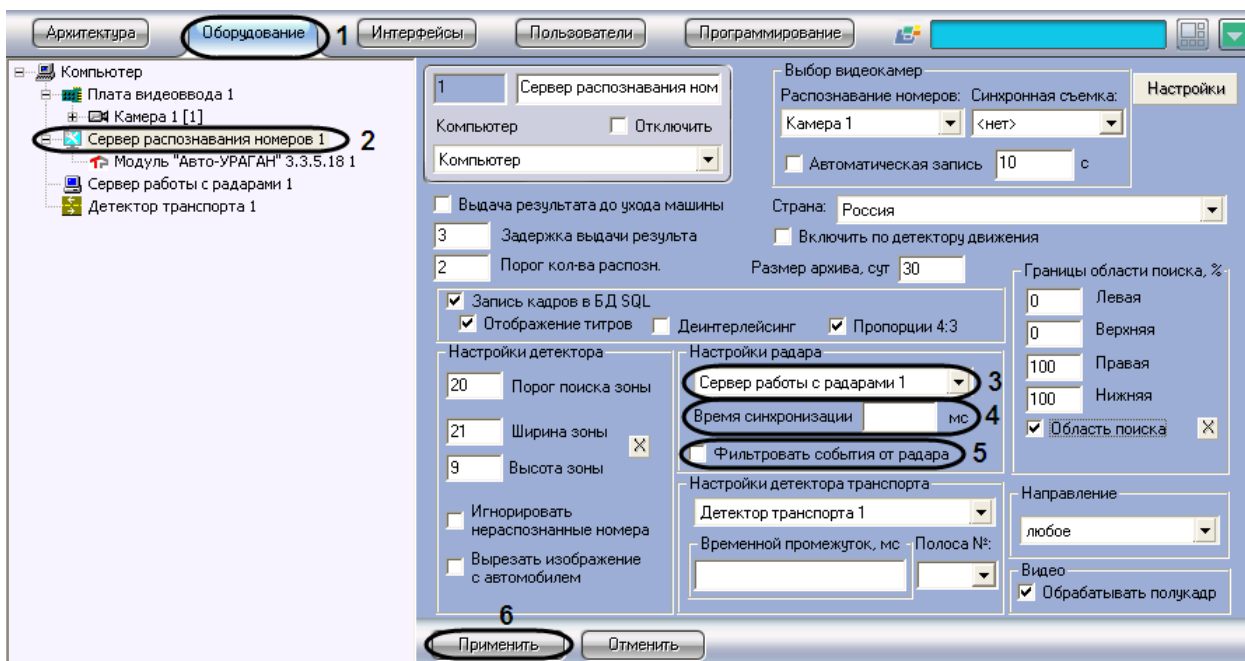 Архитектура Оборудование 1 Интерфейсы Пользователи Программирование
Компьютер
Плата видеоввода 1
Камера 1 [1]
Сервер распознавания номеров 1 2
Модуль "Авто-УРАГАН" 3.3.5.18 1
Сервер работы с радарами 1
Детектор транспорта 1
1 Сервер распознавания ном
Компьютер Отключить
Компьютер
Выбор видеокамер
Распознавание номеров: Синхронная съемка:
Камера 1 <нет>
Автоматическая запись 10 с
Настройки
Выдача результата до ухода машины
Страна: Россия
3 Задержка выдачи результа
Включить по детектору движения
2 Порог кол-ва распозн.
Размер архива, сут 30
Запись кадров в БД SQL
Отображение титров Деинтерлейсинг Пропорции 4:3
Границы области поиска, %
0 Левая
0 Верхняя
100 Правая
100 Нижняя
Область поиска X
Настройки детектора
20 Порог поиска зоны
21 Ширина зоны
X
9 Высота зоны
Игнорировать
нераспознанные номера
Вырезать изображение
с автомобилем
Настройки радара
Сервер работы с радарами 1 3
Время синхронизации мс 4
Фильтровать события от радара 5
Настройки детектора транспорта
Детектор транспорта 1
Временной промежуток, мс Полоса №:
Направление
любое
Видео
Обрабатывать полукадр
6
Применить Отменить